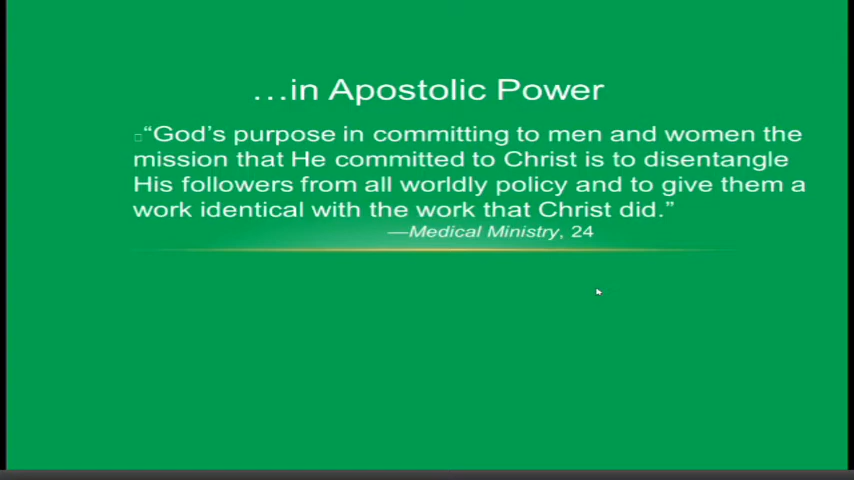 …in Apostolic Power
“God’s purpose in committing to men and women the
mission that He committed to Christ is to disentangle
His followers from all worldly policy and to give them a
work identical with the work that Christ did.”
—Medical Ministry, 24